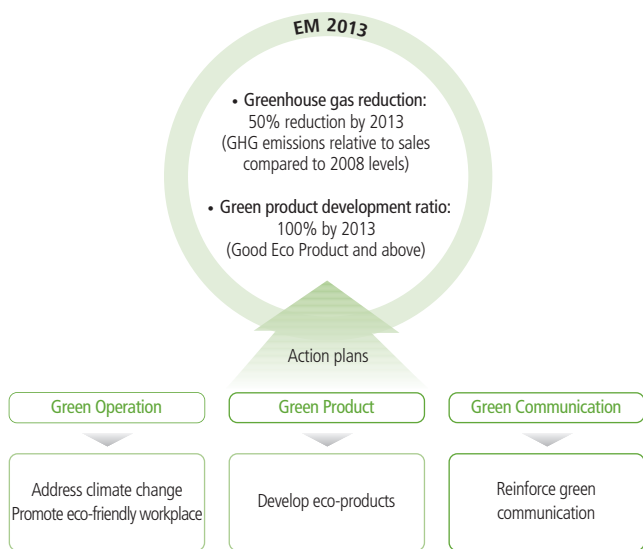 EM 2013
• Greenhouse gas reduction:
50% reduction by 2013
(GHG emissions relative to sales
compared to 2008 levels)
• Green product development ratio:
100% by 2013
(Good Eco Product and above)
Action plans
Green Operation
Green Product
Green Communication
Address climate change
Promote eco-friendly workplace
Develop eco-products
Reinforce green
communication